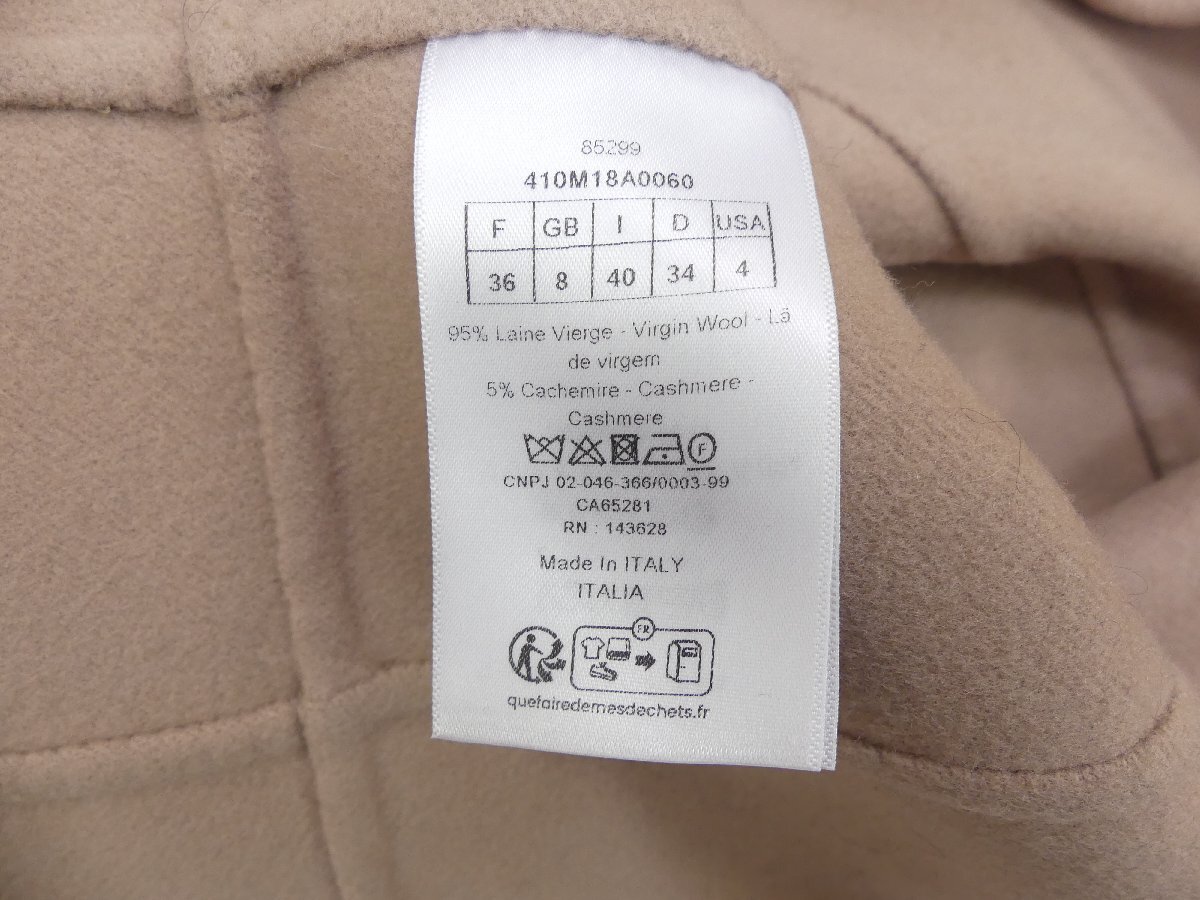 85299
410M18A0060
F GB I D USA
36 8 40 34 4
95% Laine Vierge - Virgin Wool - Lã
de virgem
5% Cachemire - Cashmere -
Cashmere
F
CNPJ 02-046-366/0003-99
CA65281
RN : 143628
Made In ITALY
ITALIA
FR
quefairedemesdechets.fr